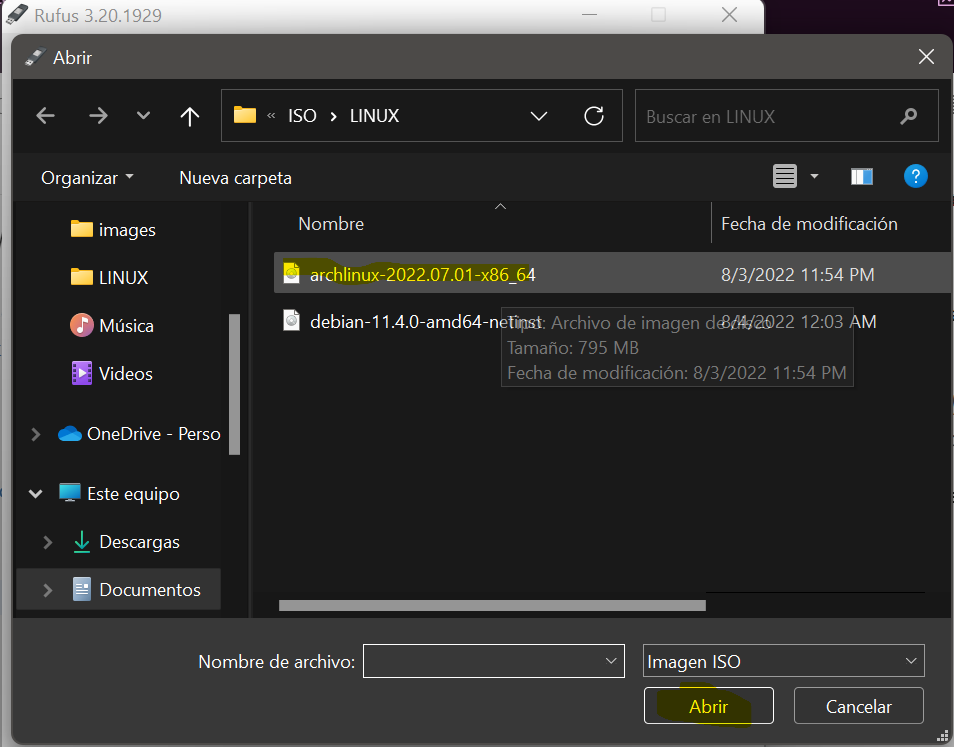 Rufus 3.20.1929
Abrir
« ISO › LINUX
Buscar en LINUX
Organizar
Nueva carpeta
Nombre
Fecha de modificación
images
LINUX
Música
Videos
OneDrive - Perso
Este equipo
Descargas
Documentos
archlinux-2022.07.01-x86_64
8/3/2022 11:54 PM
debian-11.4.0-amd64-netinst
8/4/2022 12:03 AM
Tipo: Archivo de imagen de disco
Tamaño: 795 MB
Fecha de modificación: 8/3/2022 11:54 PM
Nombre de archivo:
Imagen ISO
Abrir
Cancelar